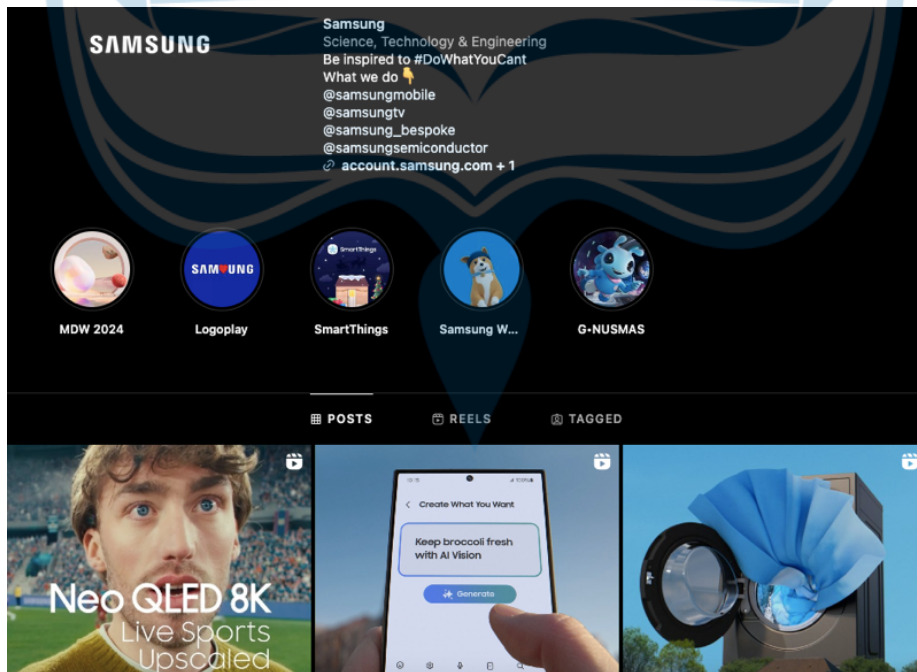 SAMSUNG
Samsung
Science, Technology & Engineering
Be inspired to #DoWhatYouCant
What we do👇
@samsungmobile
@samsungtv
@samsung_bespoke
@samsungsemiconductor
account.samsung.com + 1
SAM♥UNG
SmartThings
MDW 2024
Logoplay
SmartThings
Samsung W...
G•NUSMAS
POSTS
REELS
TAGGED
Create What You Want
Keep broccoli fresh
with AI Vision
Generate
Neo QLED 8K
Live Sports
Upscaled